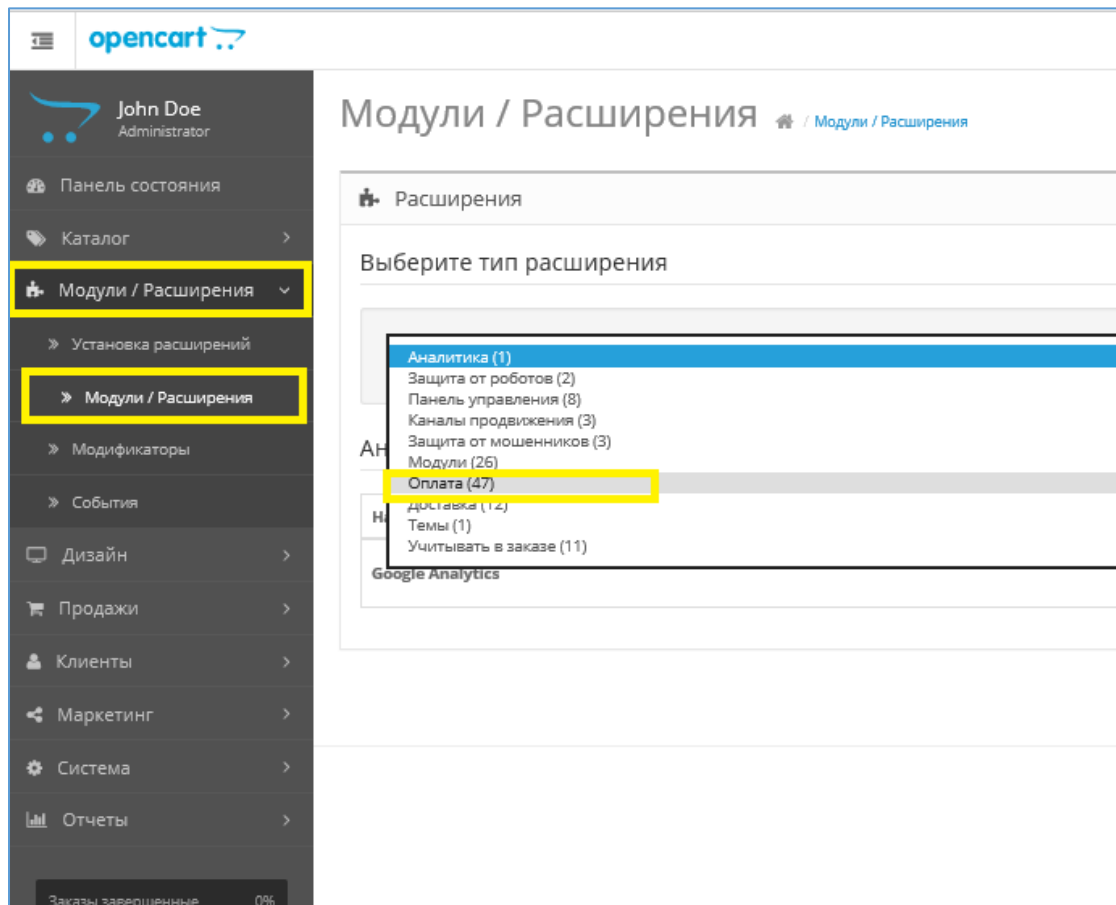 opencart
John Doe
Administrator
Панель состояния
Каталог
Модули / Расширения
Установка расширений
Модули / Расширения
Модификаторы
События
Дизайн
Продажи
Клиенты
Маркетинг
Система
Отчеты
Заказы завершенные 0%
Модули / Расширения / Модули / Расширения
Расширения
Выберите тип расширения
Аналитика (1)
Защита от роботов (2)
Панель управления (8)
Каналы продвижения (3)
Защита от мошенников (3)
Ан
Модули (26)
Оплата (47)
Доставка (12)
На
Темы (1)
Учитывать в заказе (11)
Google Analytics